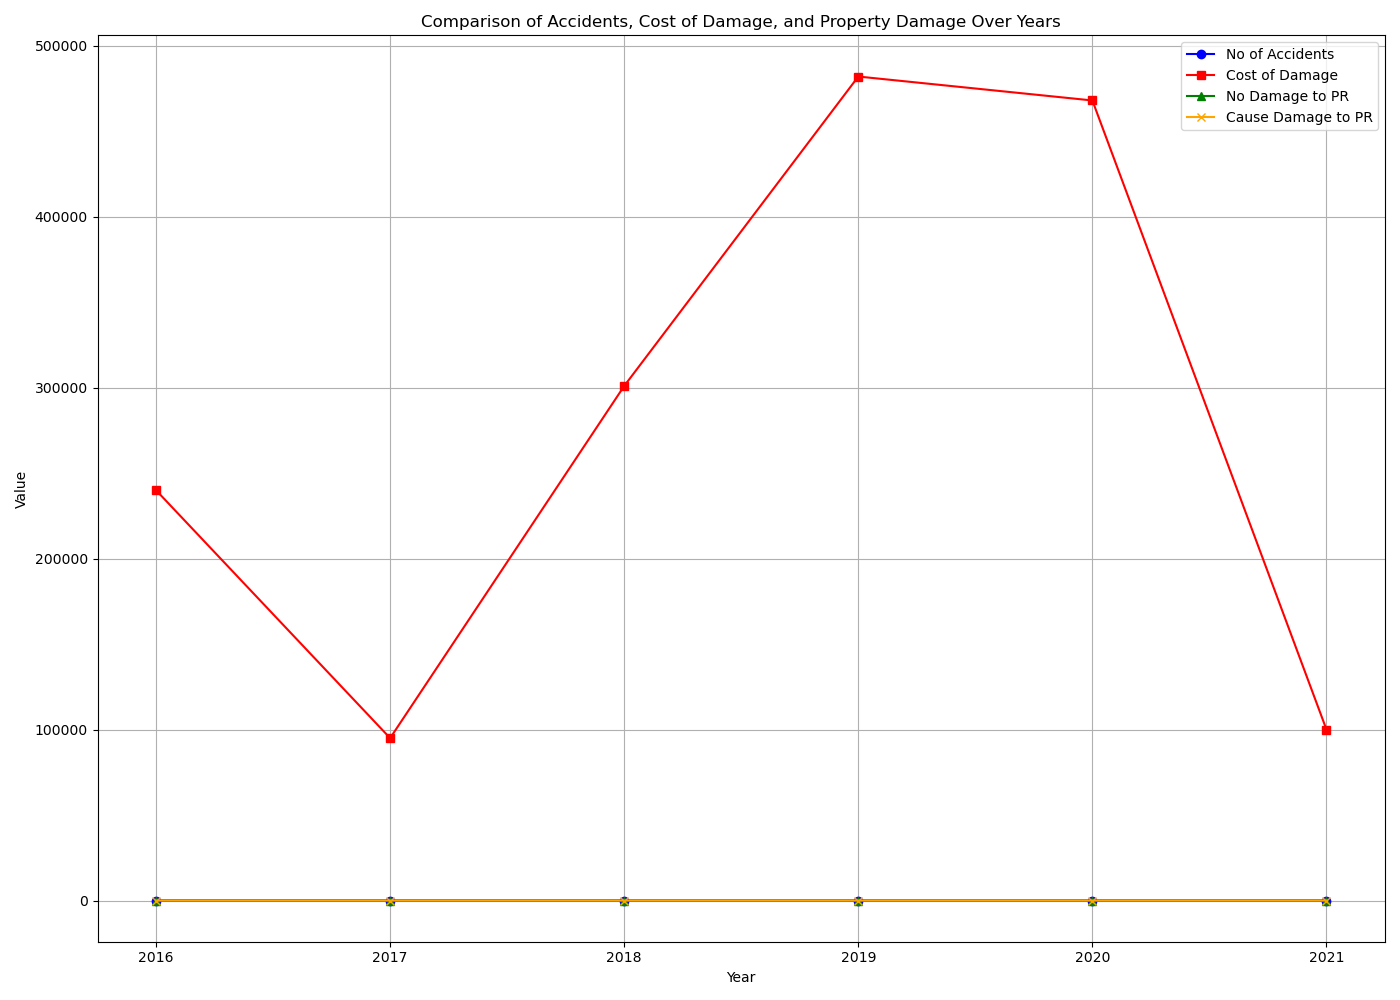 Comparison of Accidents, Cost of Damage, and Property Damage Over Years
No of Accidents
Cost of Damage
No Damage to PR
Cause Damage to PR
500000
400000
300000
200000
100000
0
Value
2016 2017 2018 2019 2020 2021
Year